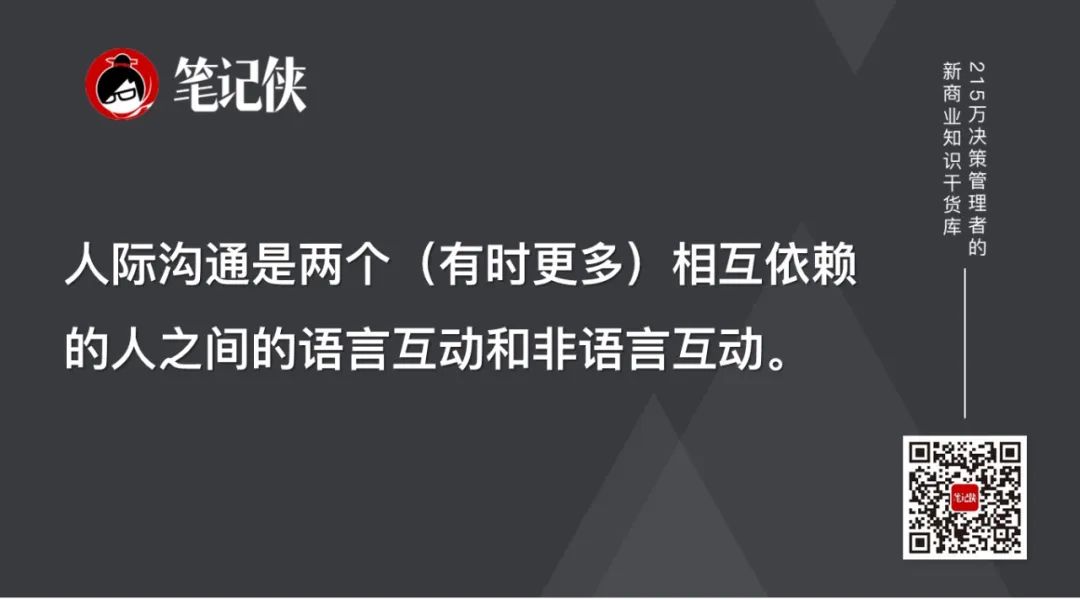 笔记侠
215万决策管理者的
新商业知识干货库
人际沟通是两个（有时更多）相互依赖
的人之间的语言互动和非语言互动。
笔记侠